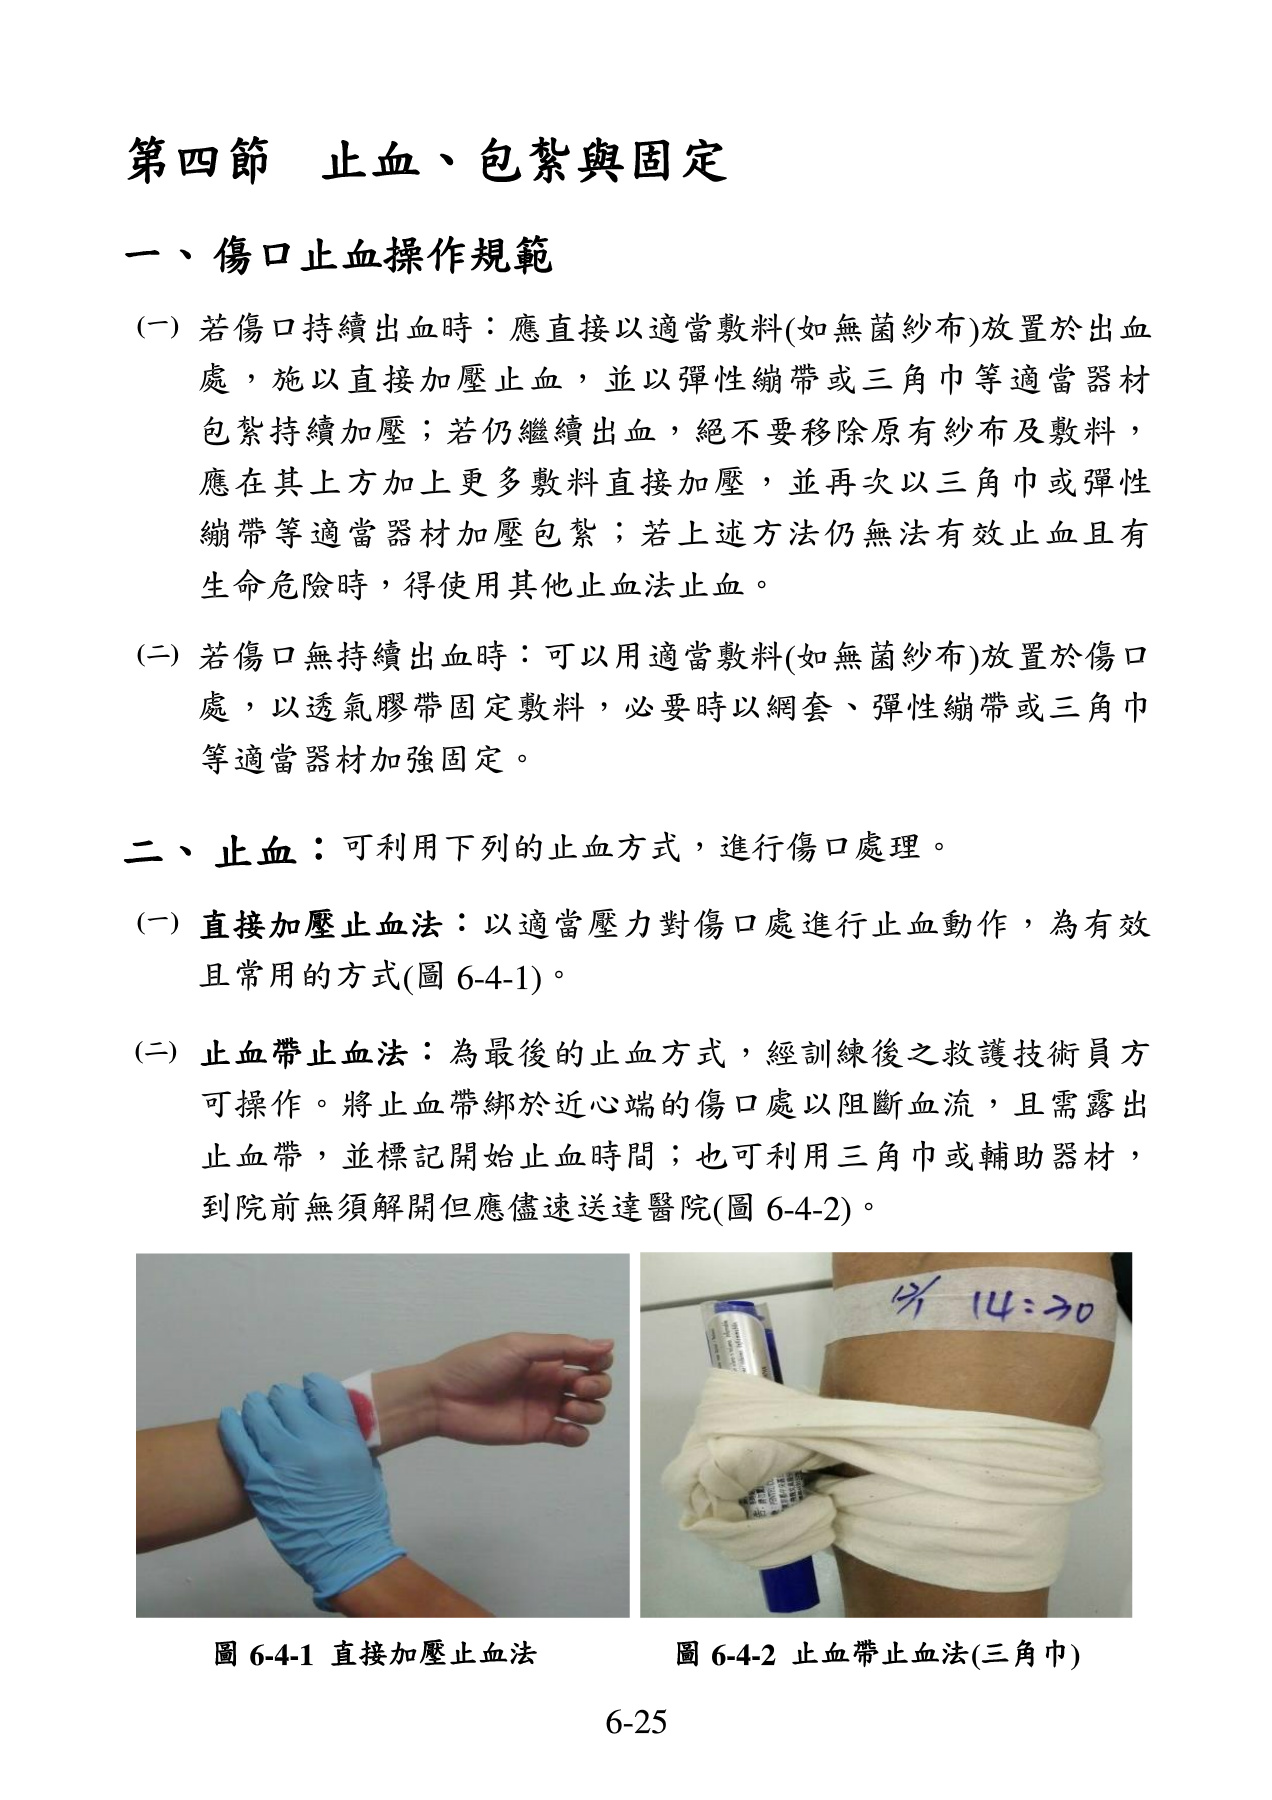 第四節　止血、包紮與固定
一、傷口止血操作規範
(一) 若傷口持續出血時：應直接以適當敷料(如無菌紗布)放置於出血
處，施以直接加壓止血，並以彈性繃帶或三角巾等適當器材
包紮持續加壓；若仍繼續出血，絕不要移除原有紗布及敷料，
應在其上方加上更多敷料直接加壓，並再次以三角巾或彈性
繃帶等適當器材加壓包紮；若上述方法仍無法有效止血且有
生命危險時，得使用其他止血法止血。
(二) 若傷口無持續出血時：可以用適當敷料(如無菌紗布)放置於傷口
處，以透氣膠帶固定敷料，必要時以網套、彈性繃帶或三角巾
等適當器材加強固定。
二、止血：可利用下列的止血方式，進行傷口處理。
(一) 直接加壓止血法：以適當壓力對傷口處進行止血動作，為有效
且常用的方式(圖 6-4-1)。
(二) 止血帶止血法：為最後的止血方式，經訓練後之救護技術員方
可操作。將止血帶綁於近心端的傷口處以阻斷血流，且需露出
止血帶，並標記開始止血時間；也可利用三角巾或輔助器材，
到院前無須解開但應儘速送達醫院(圖 6-4-2)。
12/1 14:30
圖 6-4-1 直接加壓止血法
圖 6-4-2 止血帶止血法(三角巾)
6-25